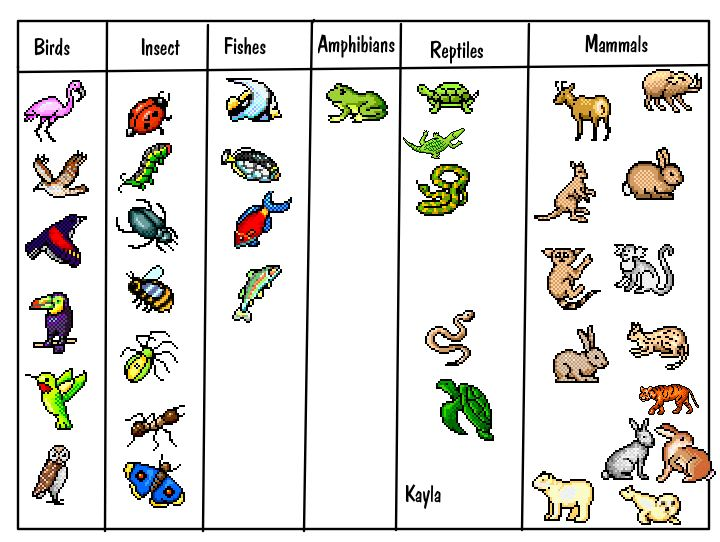 Birds
Insect
Fishes
Amphibians
Reptiles
Mammals
Kayla